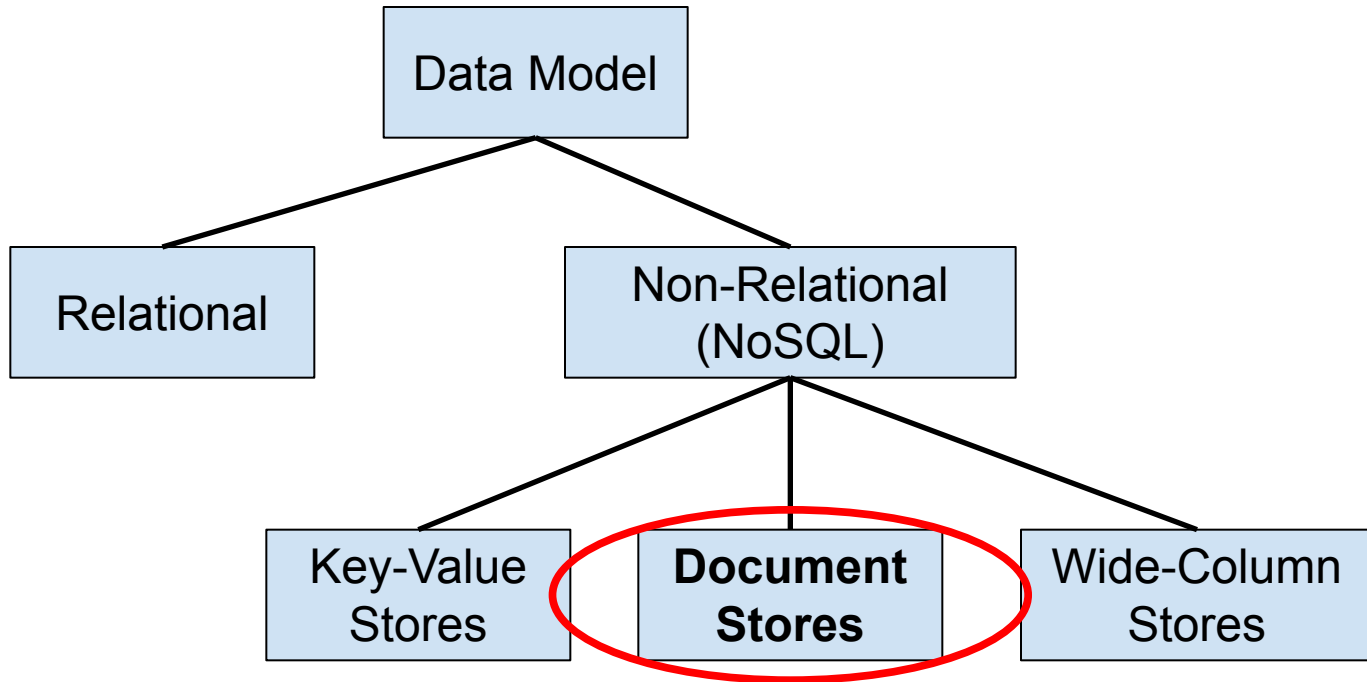 Data Model
Relational
Non-Relational
(NoSQL)
Key-Value
Stores
Document
Stores
Wide-Column
Stores